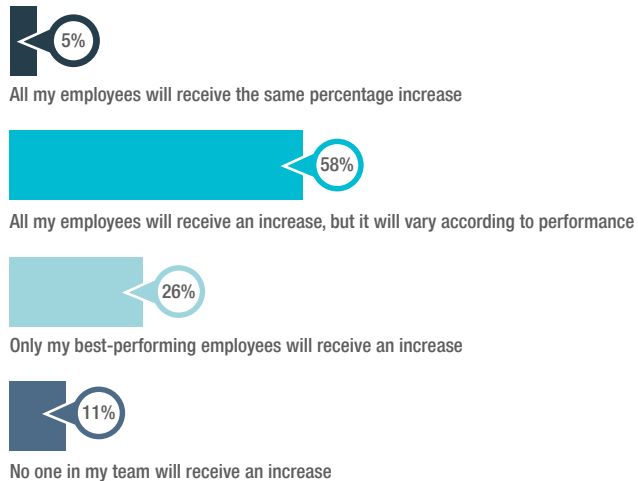 5%
All my employees will receive the same percentage increase
58%
All my employees will receive an increase, but it will vary according to performance
26%
Only my best-performing employees will receive an increase
11%
No one in my team will receive an increase